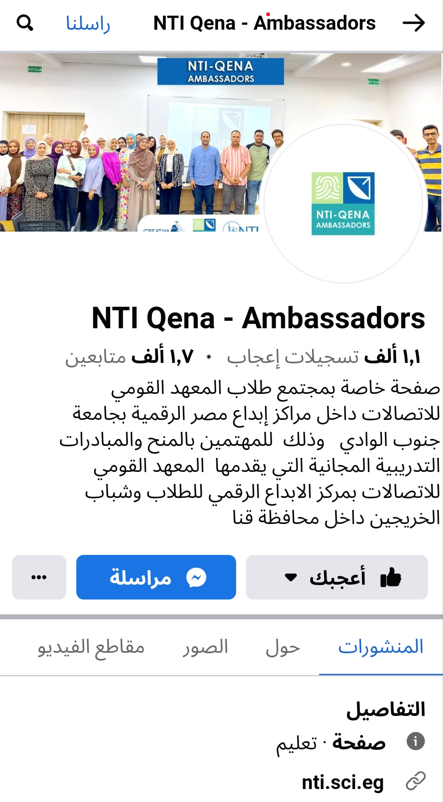 NTI Qena - Ambassadors
راسلنا
NTI-QENA
AMBASSADORS
NTI-QENA
AMBASSADORS
NTI
NTI Qena - Ambassadors
١,١ ألف تسجيلات إعجاب • ١,٧ ألف متابعين
صفحة خاصة بمجتمع طلاب المعهد القومي
للاتصالات داخل مراكز إبداع مصر الرقمية بجامعة
جنوب الوادي وذلك للمهتمين بالمنح والمبادرات
التدريبية المجانية التي يقدمها المعهد القومي
للاتصالات بمركز الابداع الرقمي للطلاب وشباب
الخريجين داخل محافظة قنا
أعجبك
مراسلة
المنشورات
حول
الصور
مقاطع الفيديو
التفاصيل
صفحة · تعليم
nti.sci.eg